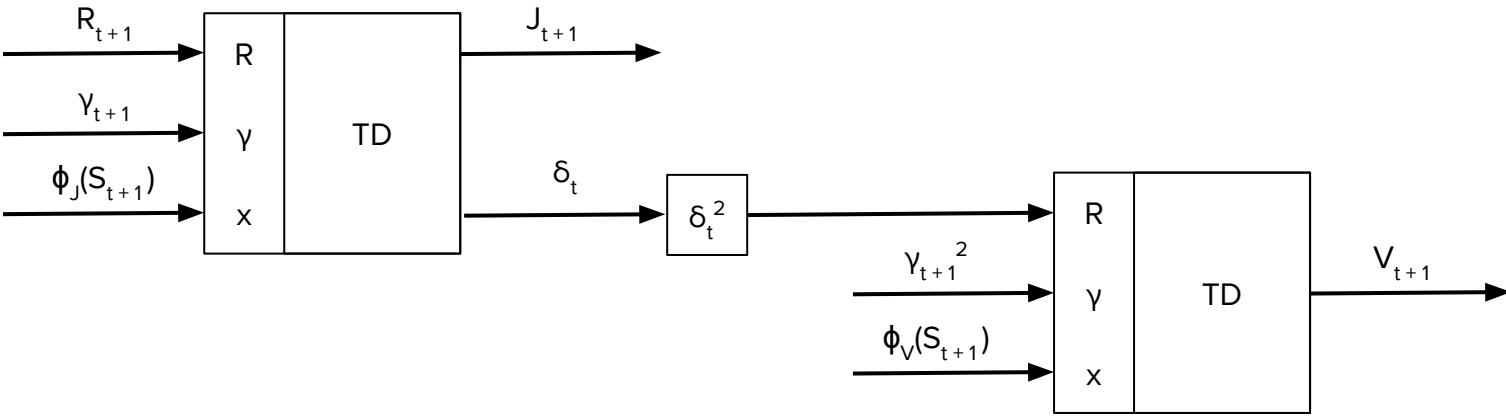 R_{t+1}
J_{t+1}
R
γ_{t+1}
γ
TD
ϕ_J(S_{t+1})
x
δ_t
δ_t^2
R
γ_{t+1}^2
γ
TD
V_{t+1}
ϕ_V(S_{t+1})
x